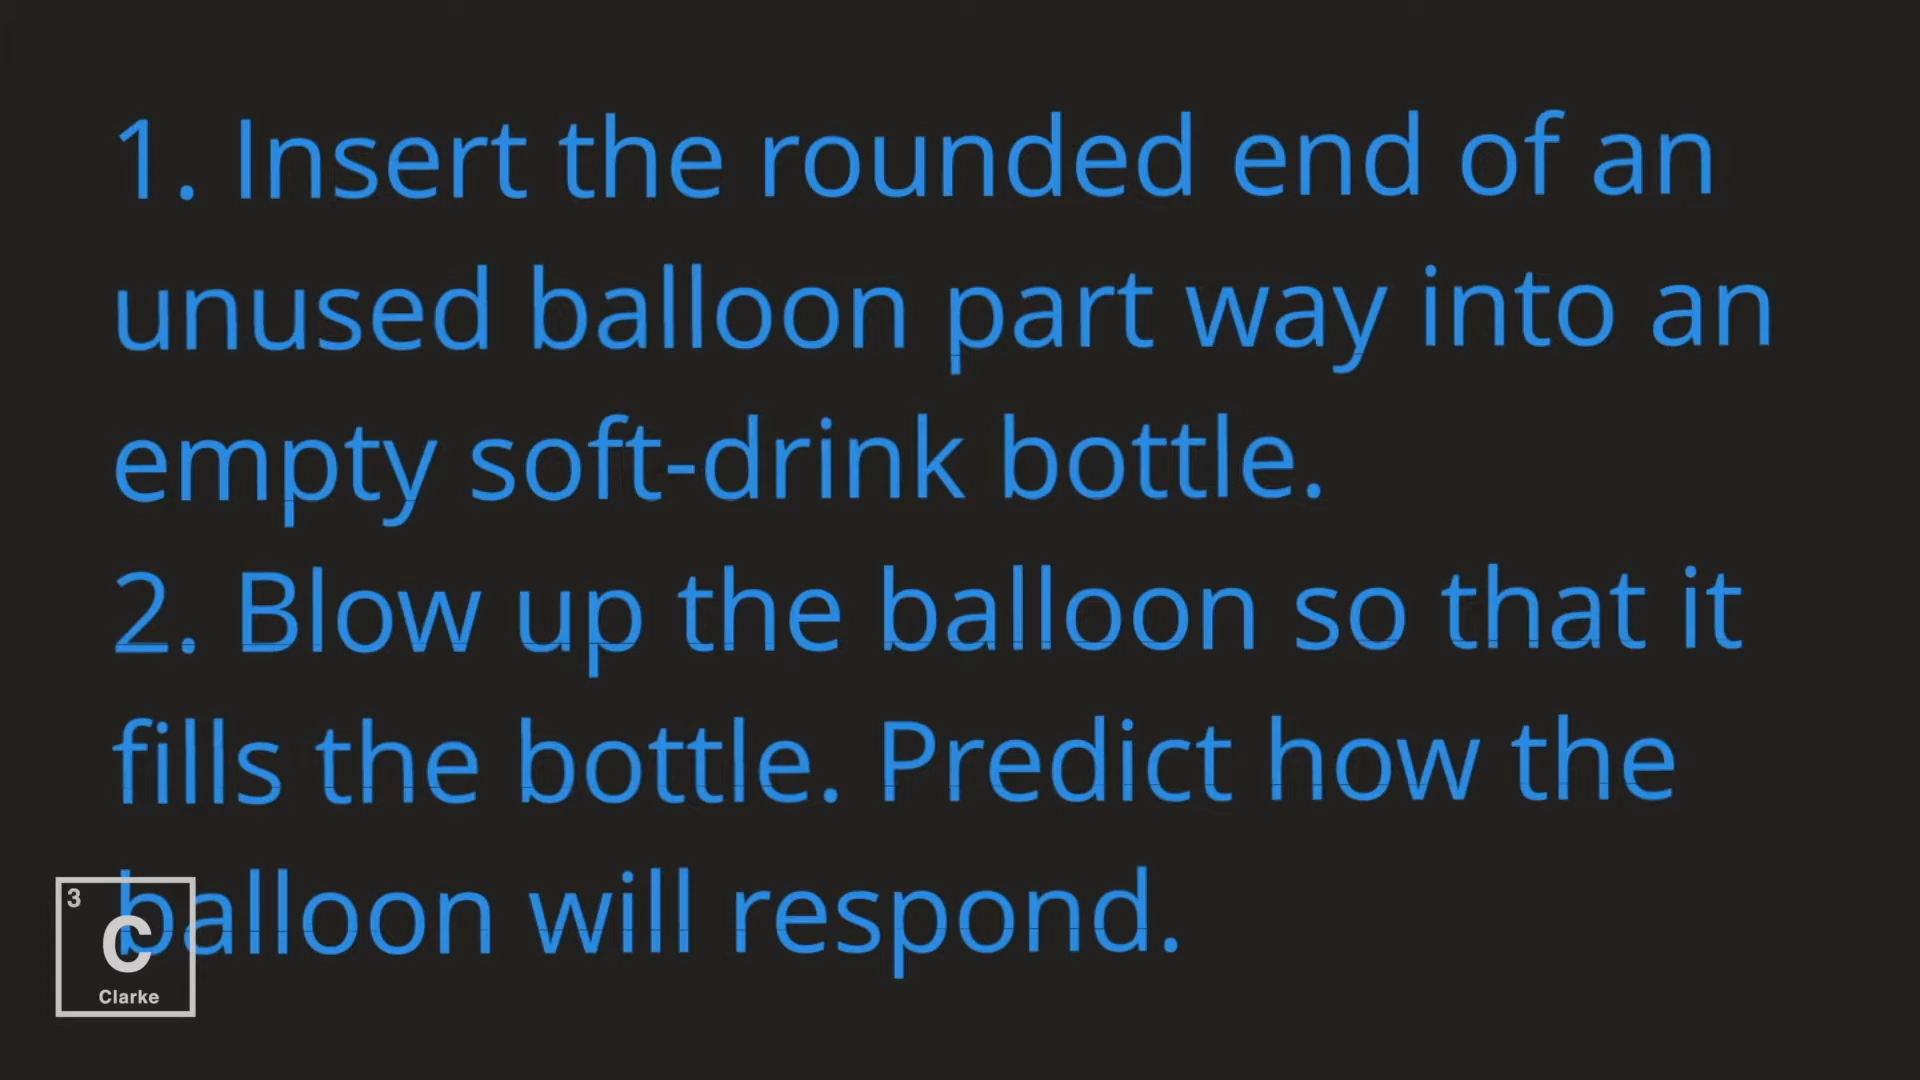 1. Insert the rounded end of an
unused balloon part way into an
empty soft-drink bottle.
2. Blow up the balloon so that it
fills the bottle. Predict how the
balloon will respond.
3
C
Clarke